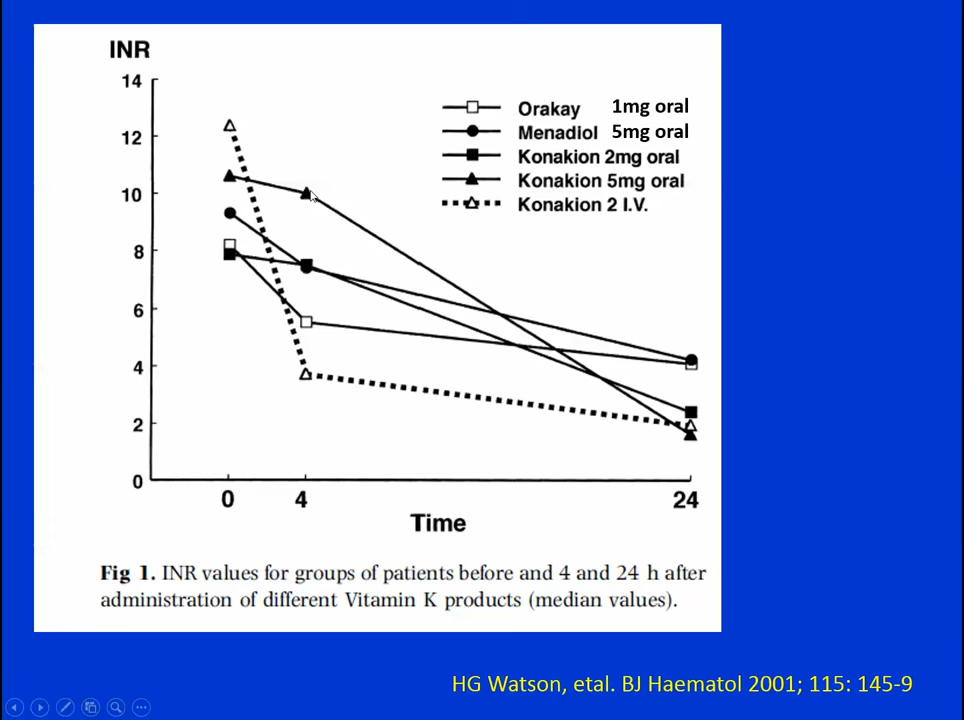 INR
14
12
10
8
6
4
2
0
Orakay 1mg oral
Menadiol 5mg oral
Konakion 2mg oral
Konakion 5mg oral
Konakion 2 I.V.
0 4 24
Time
Fig 1. INR values for groups of patients before and 4 and 24 h after
administration of different Vitamin K products (median values).
HG Watson, etal. BJ Haematol 2001; 115: 145-9